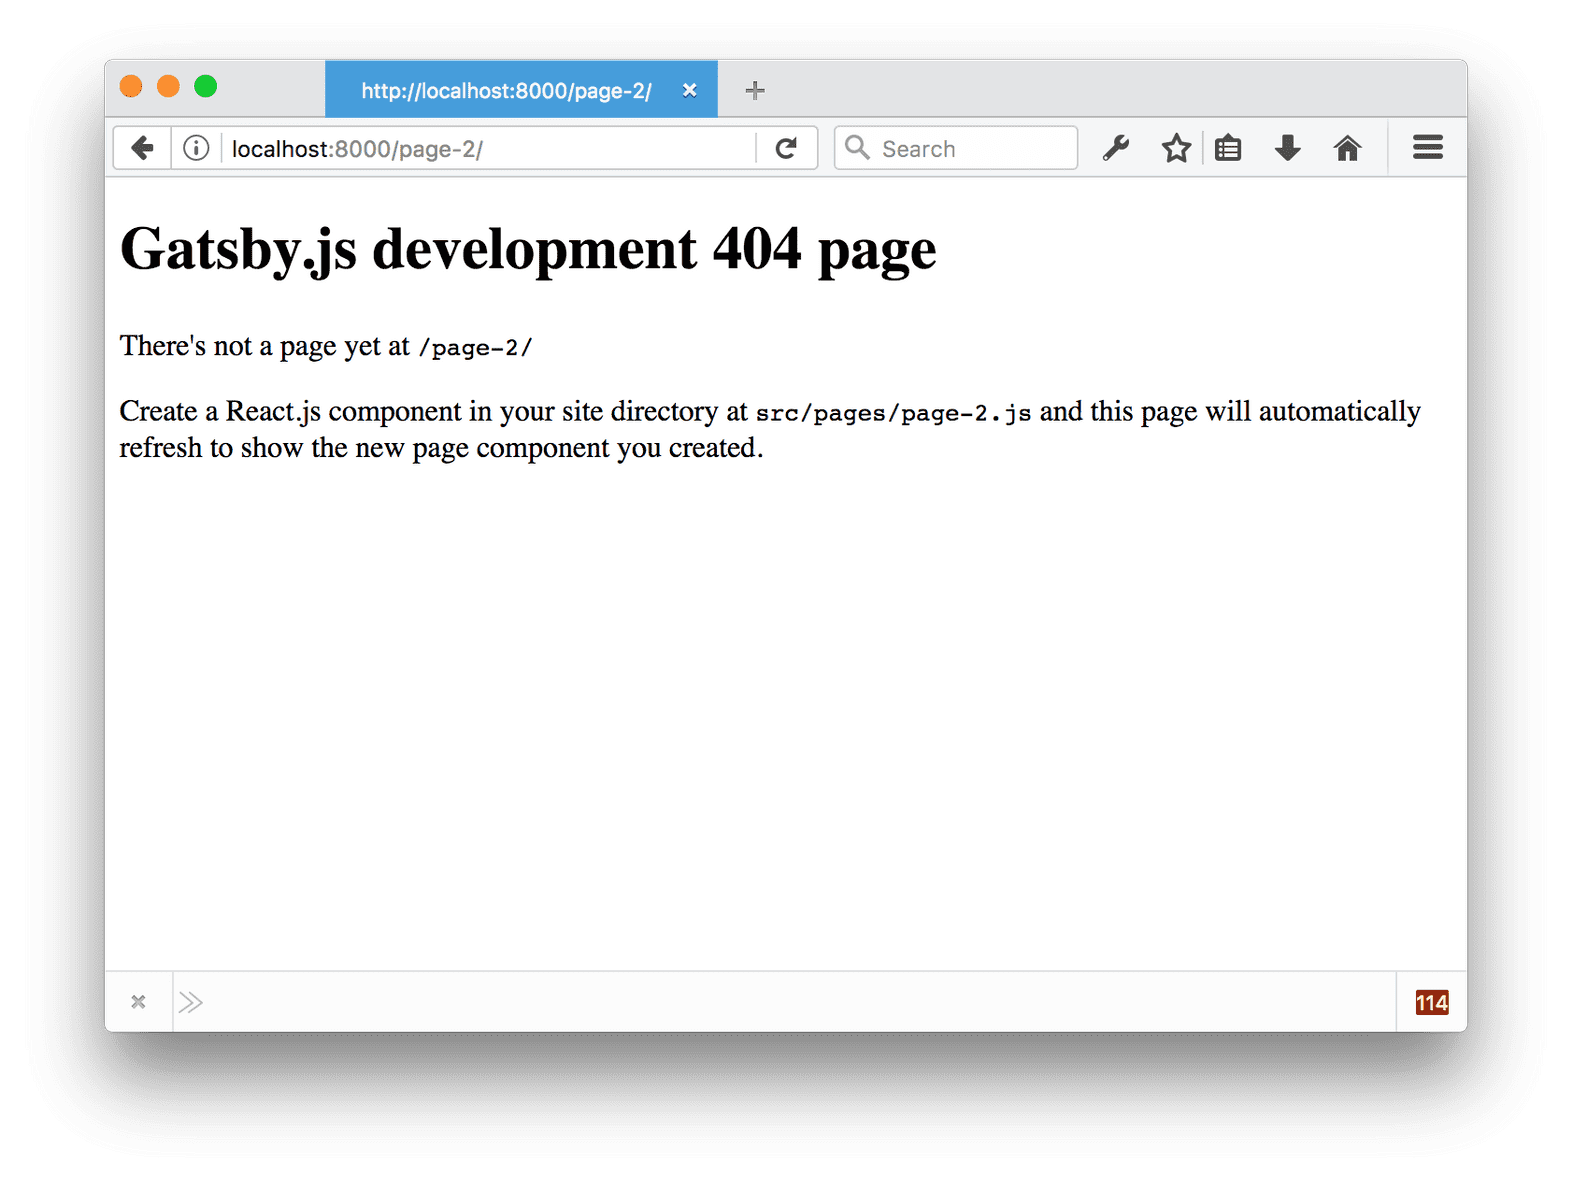 http://localhost:8000/page-2/
localhost:8000/page-2/
Search
Gatsby.js development 404 page
There's not a page yet at /page-2/
Create a React.js component in your site directory at src/pages/page-2.js and this page will automatically
refresh to show the new page component you created.
114